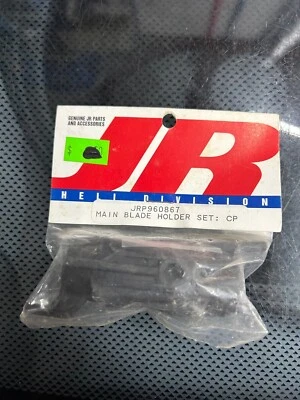 GENUINE JR PARTS
AND ACCESSORIES
$
JR
HELI DIVISION
JRP960867
MAIN BLADE HOLDER SET: CP